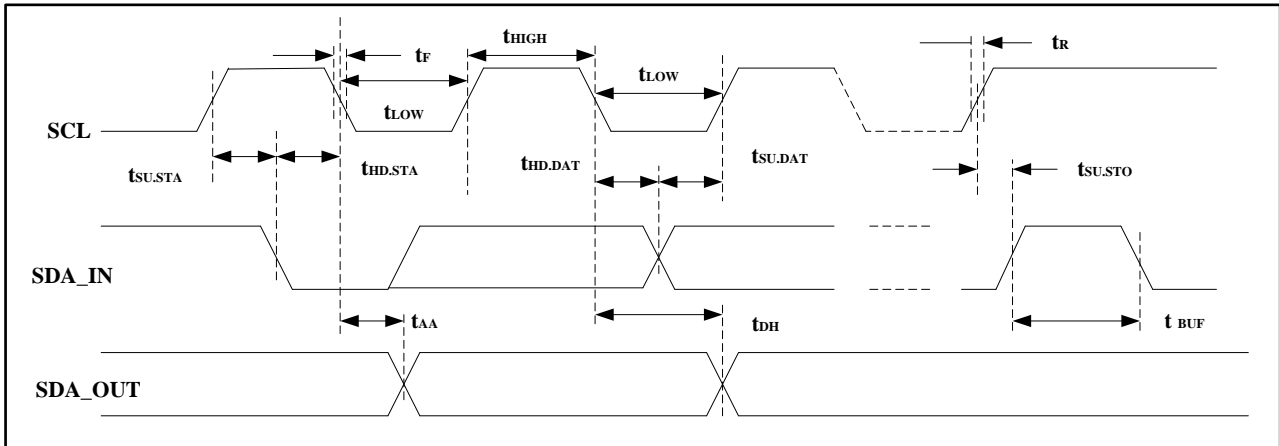 tF
tHIGH
tR
tLOW
tLOW
SCL
tSU.STA
tHD.STA
tHD.DAT
tSU.DAT
tSU.STO
SDA_IN
tAA
tDH
t BUF
SDA_OUT